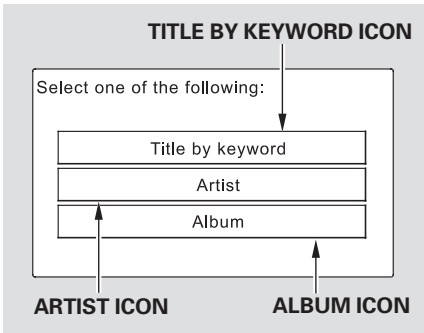 TITLE BY KEYWORD ICON
Select one of the following:
Title by keyword
Artist
Album
ARTIST ICON
ALBUM ICON